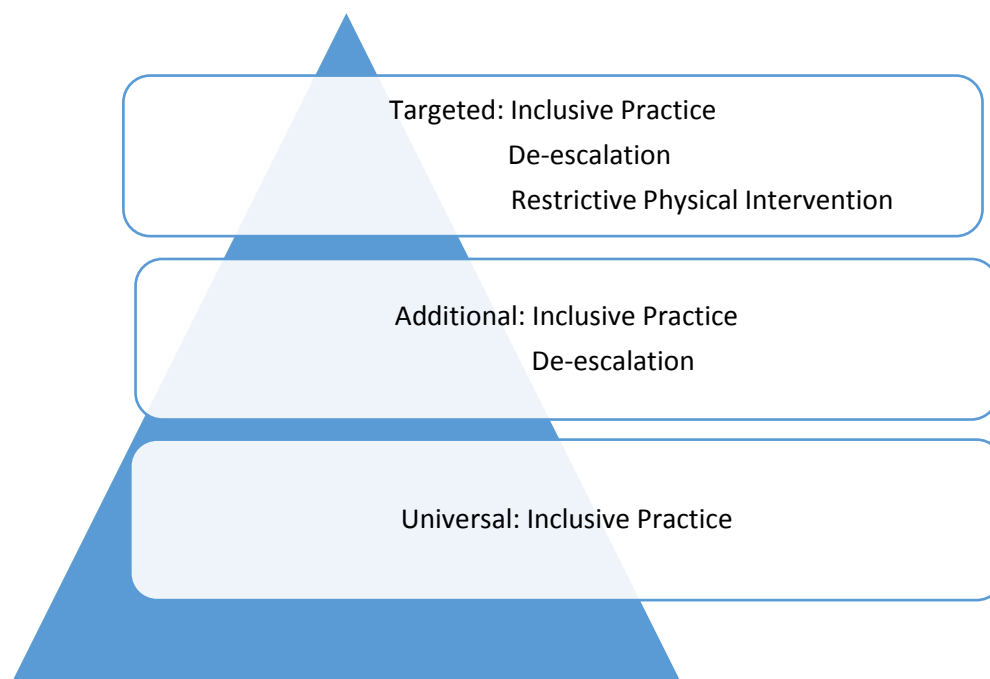 Targeted: Inclusive Practice
De-escalation
Restrictive Physical Intervention
Additional: Inclusive Practice
De-escalation
Universal: Inclusive Practice